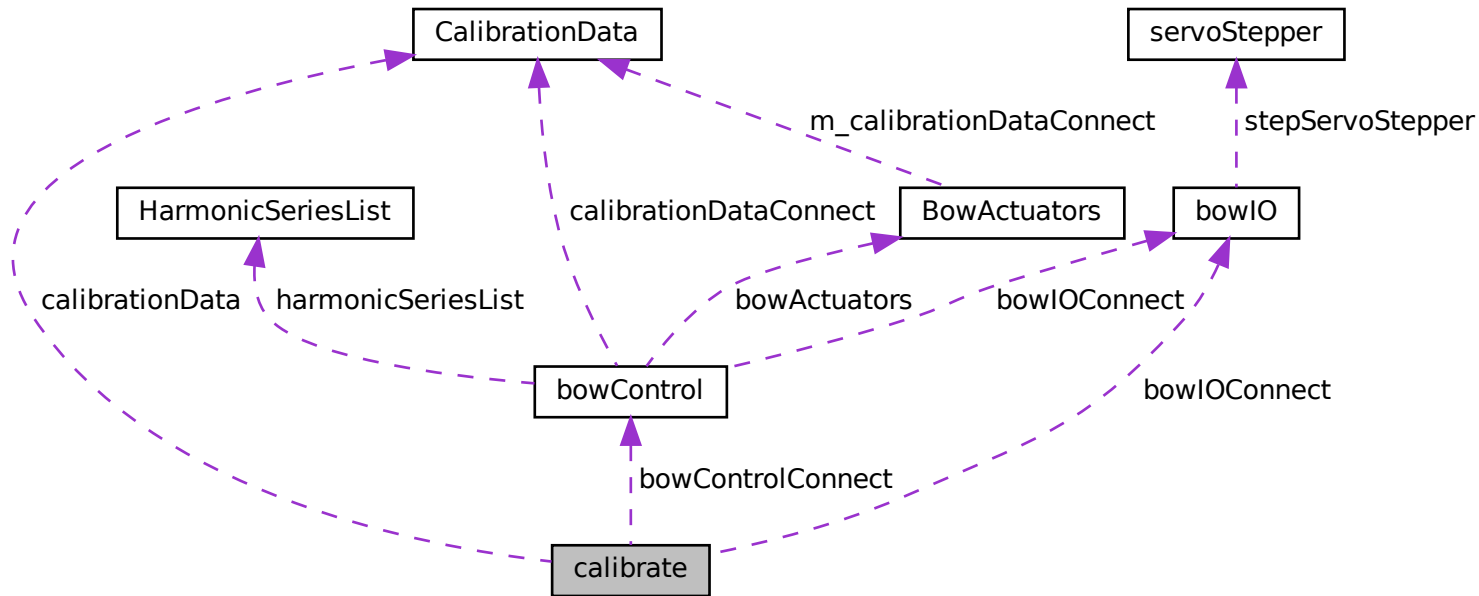 CalibrationData
servoStepper
m_calibrationDataConnect
stepServoStepper
HarmonicSeriesList
calibrationDataConnect
BowActuators
bowIO
calibrationData
harmonicSeriesList
bowActuators
bowIOConnect
bowControl
bowIOConnect
bowControlConnect
calibrate